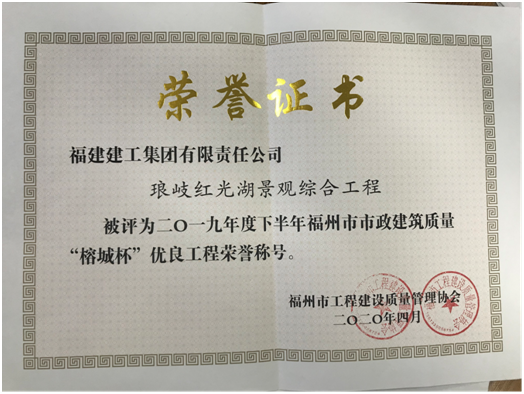 荣誉证书
福建建工集团有限责任公司
琅岐红光湖景观综合工程
被评为二〇一九年度下半年福州市市政建筑质量
“榕城杯”优良工程荣誉称号。
福州市工程建设质量管理协会
二〇二〇年四月